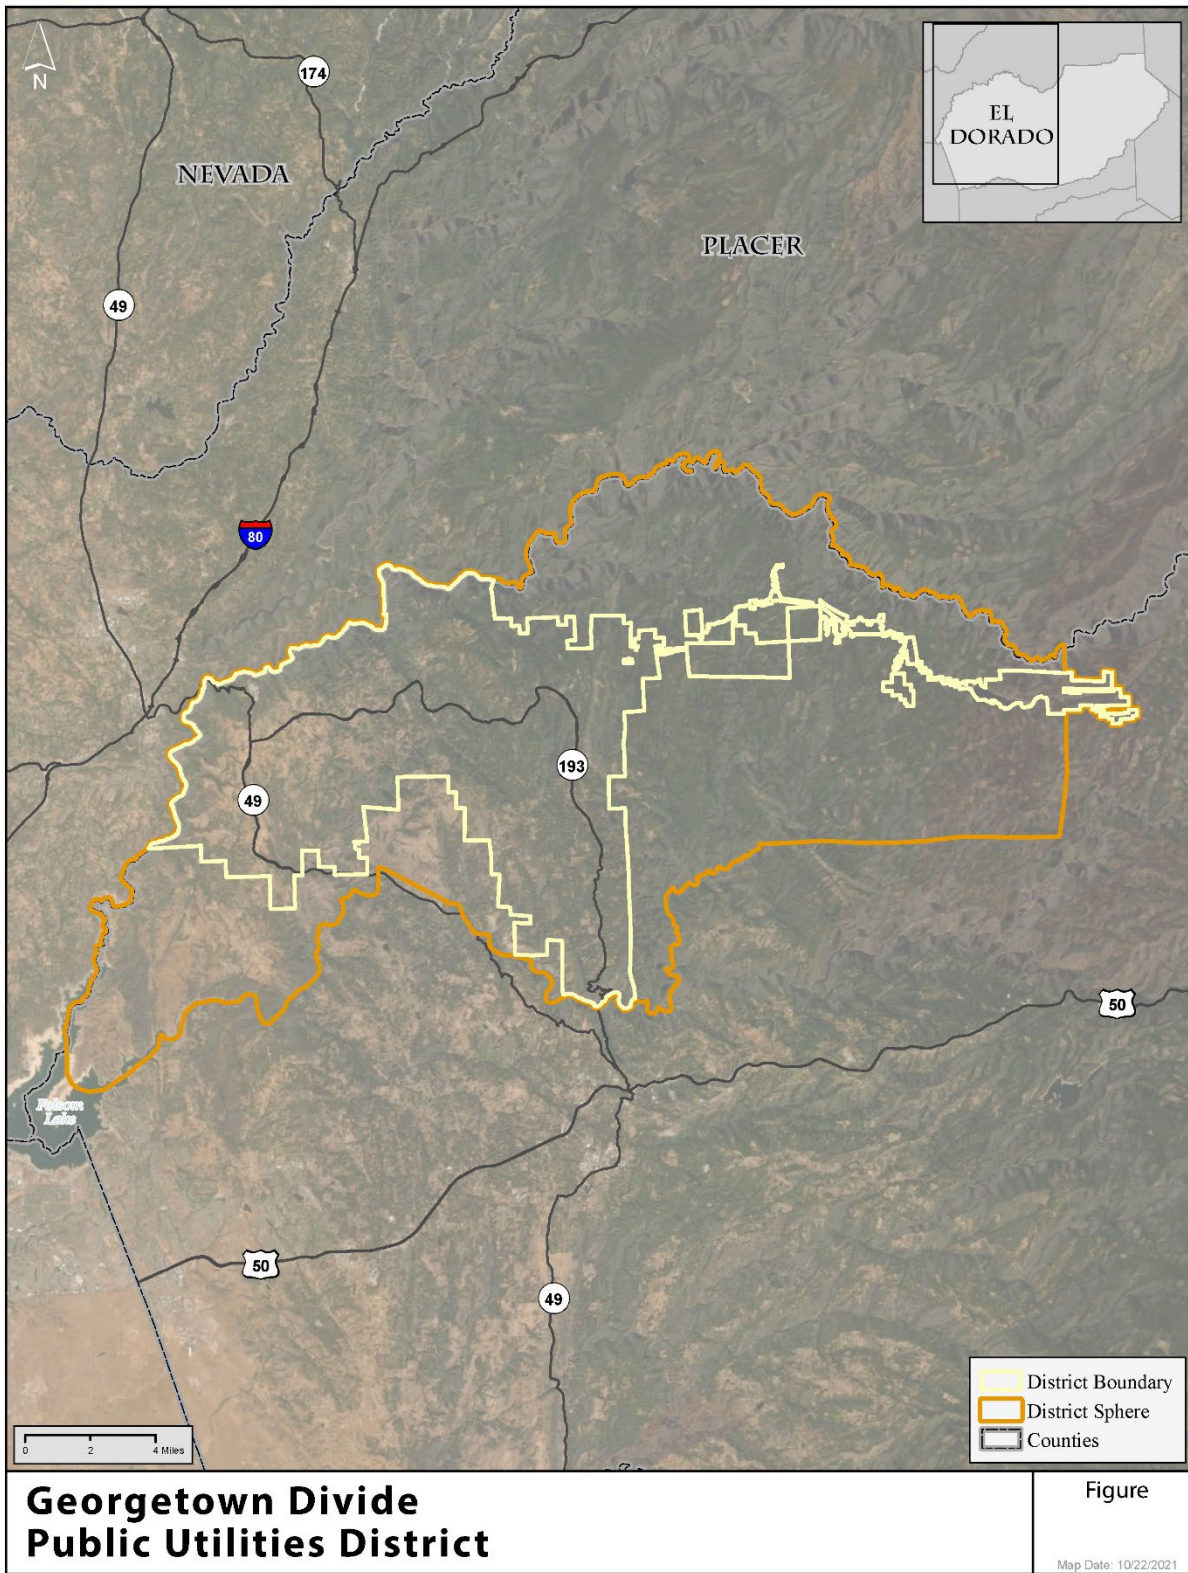 N
174
NEVADA
EL
DORADO
PLACER
49
80
193
49
50
Folsom
Lake
50
49
District Boundary
District Sphere
Counties
0 2 4 Miles
Georgetown Divide
Public Utilities District
Figure
Map Date: 10/22/2021